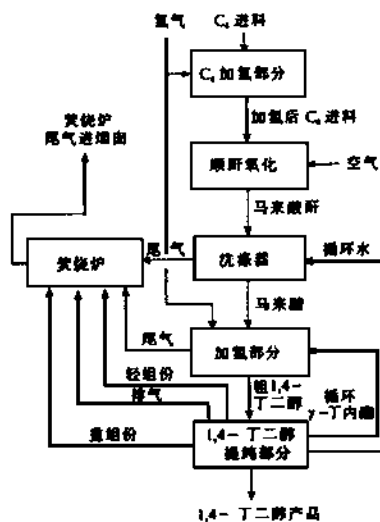 氢气
C₄进料
C₄加氢部分
加氢后C₄进料
焚烧炉
尾气进烟囱
顺酐氧化
空气
马来酸酐
尾气
循环水
焚烧炉
洗涤器
马来酸
尾气
加氢部分
轻组份
粗1,4-
丁二醇
排气
循环
γ-丁内酯
重组份
1,4-丁二醇
提纯部分
1,4-丁二醇产品